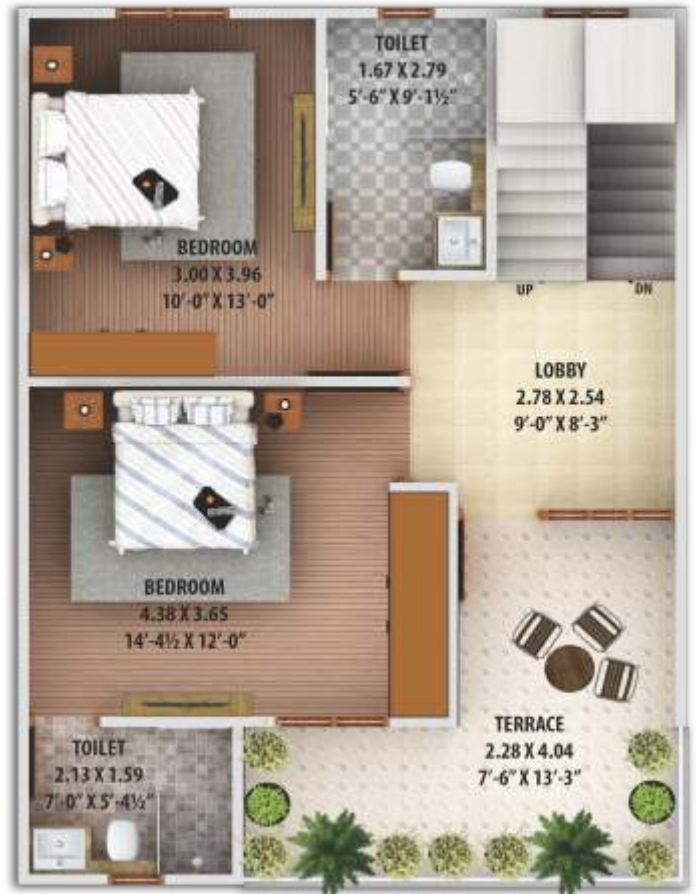 TOILET
1.67 X 2.79
5'-6" X 9'-1½"
BEDROOM
3.00 X 3.96
10'-0" X 13'-0"
UP
DN
LOBBY
2.78 X 2.54
9'-0" X 8'-3"
BEDROOM
4.38 X 3.65
14'-4½ X 12'-0"
TERRACE
2.28 X 4.04
7'-6" X 13'-3"
TOILET
2.13 X 1.59
7'-0" X 5'-4½"